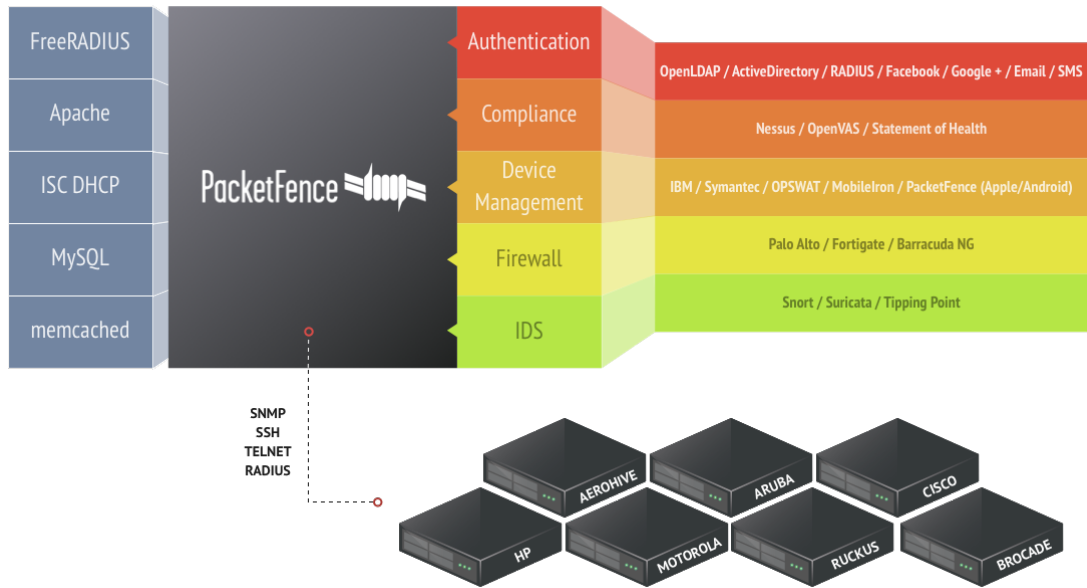 FreeRADIUS
Apache
ISC DHCP
MySQL
memcached
PacketFence
Authentication
Compliance
Device
Management
Firewall
IDS
OpenLDAP / ActiveDirectory / RADIUS / Facebook / Google + / Email / SMS
Nessus / OpenVAS / Statement of Health
IBM / Symantec / OPSWAT / MobileIron / PacketFence (Apple/Android)
Palo Alto / Fortigate / Barracuda NG
Snort / Suricata / Tipping Point
SNMP
SSH
TELNET
RADIUS
AEROHIVE
ARUBA
CISCO
HP
MOTOROLA
RUCKUS
BROCADE